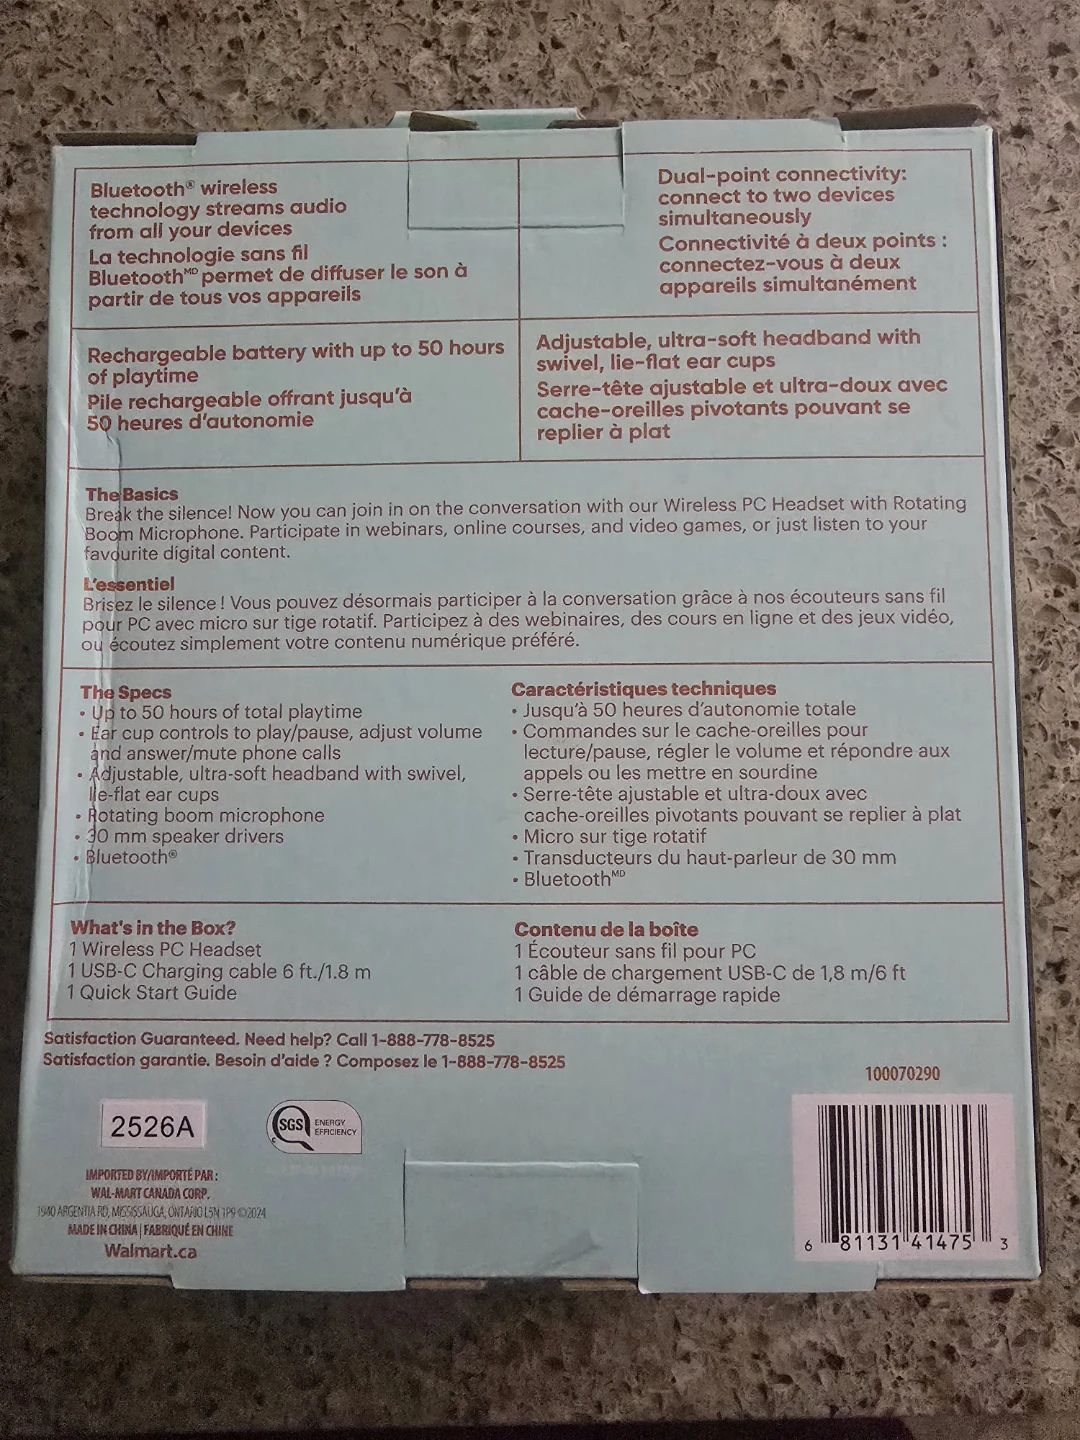 Bluetooth® wireless
technology streams audio
from all your devices
La technologie sans fil
Bluetoothᴹᴰ permet de diffuser le son à
partir de tous vos appareils
Dual-point connectivity:
connect to two devices
simultaneously
Connectivité à deux points :
connectez-vous à deux
appareils simultanément
Rechargeable battery with up to 50 hours
of playtime
Pile rechargeable offrant jusqu'à
50 heures d'autonomie
Adjustable, ultra-soft headband with
swivel, lie-flat ear cups
Serre-tête ajustable et ultra-doux avec
cache-oreilles pivotants pouvant se
replier à plat
The Basics
Break the silence! Now you can join in on the conversation with our Wireless PC Headset with Rotating
Boom Microphone. Participate in webinars, online courses, and video games, or just listen to your
favourite digital content.
L'essentiel
Brisez le silence ! Vous pouvez désormais participer à la conversation grâce à nos écouteurs sans fil
pour PC avec micro sur tige rotatif. Participez à des webinaires, des cours en ligne et des jeux vidéo,
ou écoutez simplement votre contenu numérique préféré.
The Specs
• Up to 50 hours of total playtime
• Ear cup controls to play/pause, adjust volume
and answer/mute phone calls
• Adjustable, ultra-soft headband with swivel,
lie-flat ear cups
• Rotating boom microphone
• 30 mm speaker drivers
• Bluetooth®
Caractéristiques techniques
• Jusqu'à 50 heures d'autonomie totale
• Commandes sur le cache-oreilles pour
lecture/pause, régler le volume et répondre aux
appels ou les mettre en sourdine
• Serre-tête ajustable et ultra-doux avec
cache-oreilles pivotants pouvant se replier à plat
• Micro sur tige rotatif
• Transducteurs du haut-parleur de 30 mm
• Bluetoothᴹᴰ
What's in the Box?
1 Wireless PC Headset
1 USB-C Charging cable 6 ft./1.8 m
1 Quick Start Guide
Contenu de la boîte
1 Écouteur sans fil pour PC
1 câble de chargement USB-C de 1,8 m/6 ft
1 Guide de démarrage rapide
Satisfaction Guaranteed. Need help? Call 1-888-778-8525
Satisfaction garantie. Besoin d'aide ? Composez le 1-888-778-8525
100070290
2526A
SGS
C
ENERGY
EFFICIENCY
IMPORTED BY/IMPORTÉ PAR :
WAL-MART CANADA CORP.
1940 ARGENTIA RD, MISSISSAUGA, ONTARIO L5N 1P9 ©2024
MADE IN CHINA | FABRIQUÉ EN CHINE
Walmart.ca
6 81131 41475 3